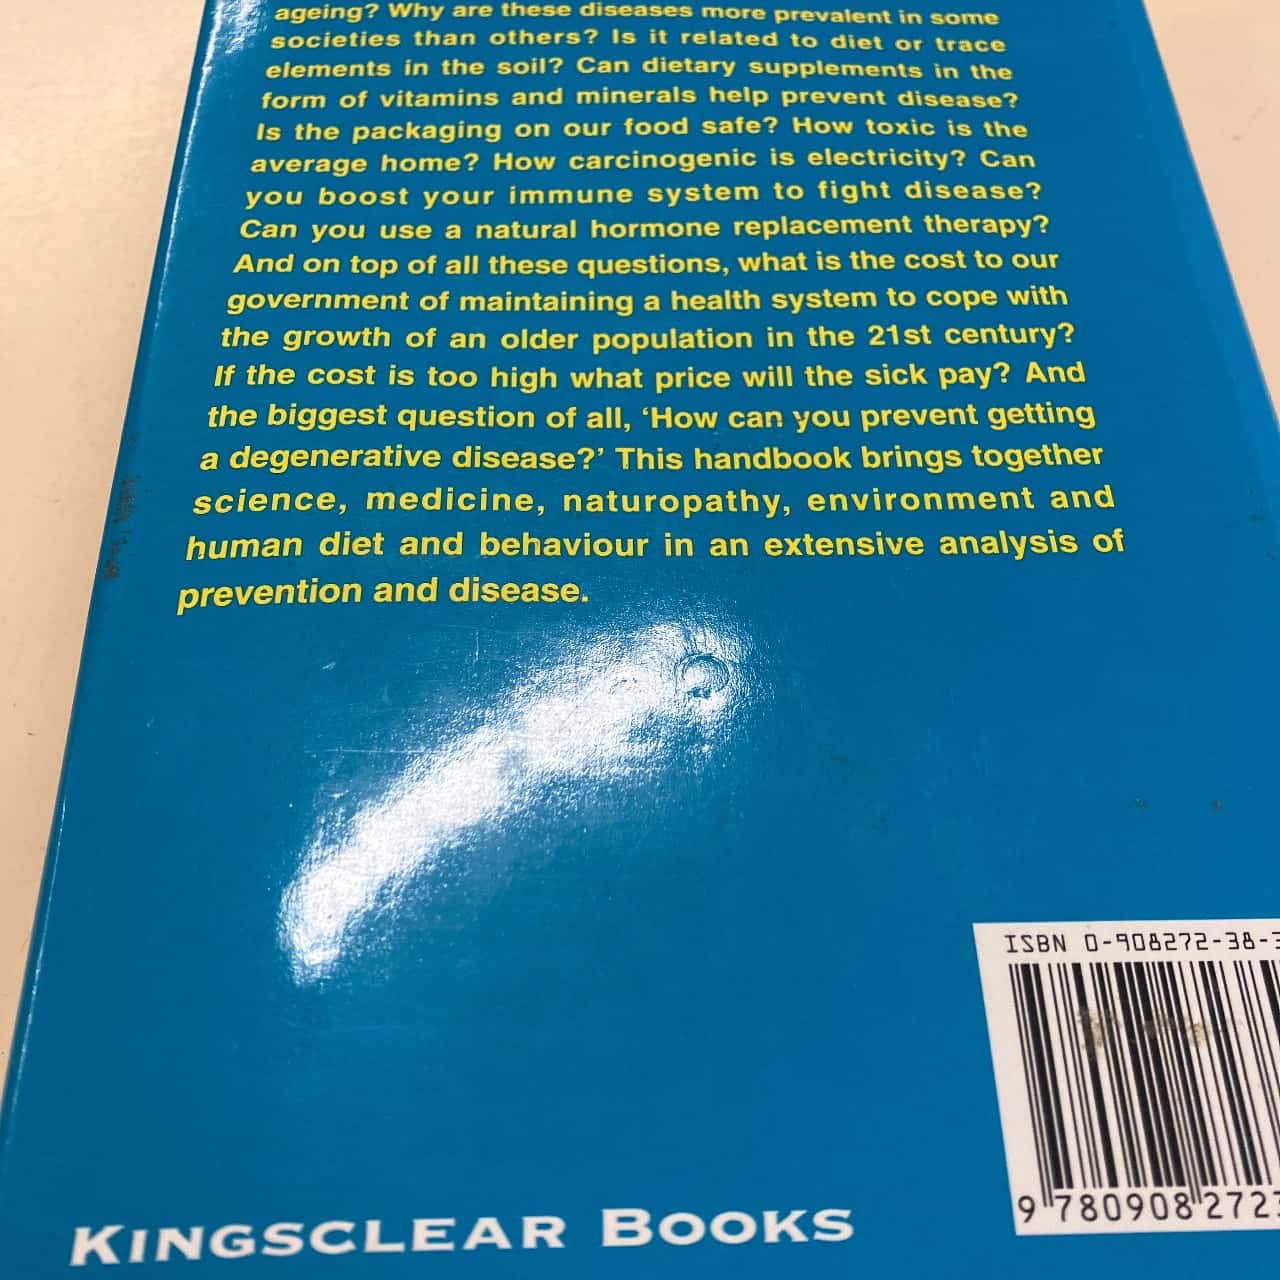 ageing? Why are these diseases more prevalent in some
societies than others? Is it related to diet or trace
elements in the soil? Can dietary supplements in the
form of vitamins and minerals help prevent disease?
Is the packaging on our food safe? How toxic is the
average home? How carcinogenic is electricity? Can
you boost your immune system to fight disease?
Can you use a natural hormone replacement therapy?
And on top of all these questions, what is the cost to our
government of maintaining a health system to cope with
the growth of an older population in the 21st century?
If the cost is too high what price will the sick pay? And
the biggest question of all, ‘How can you prevent getting
a degenerative disease?’ This handbook brings together
science, medicine, naturopathy, environment and
human diet and behaviour in an extensive analysis of
prevention and disease.
ISBN 0-908272-38-3
9 780908 2723
KINGSCLEAR BOOKS